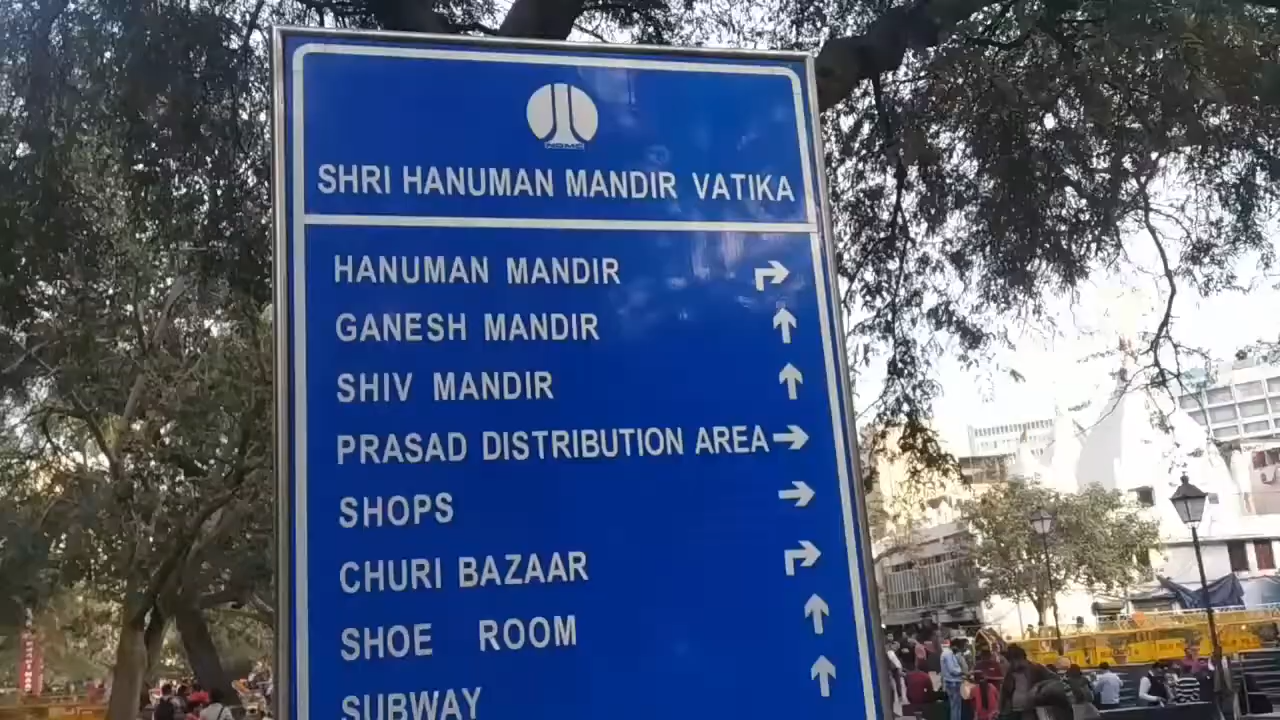 NDMC
SHRI HANUMAN MANDIR VATIKA
HANUMAN MANDIR
GANESH MANDIR
SHIV MANDIR
PRASAD DISTRIBUTION AREA
SHOPS
CHURI BAZAAR
SHOE ROOM
SUBWAY